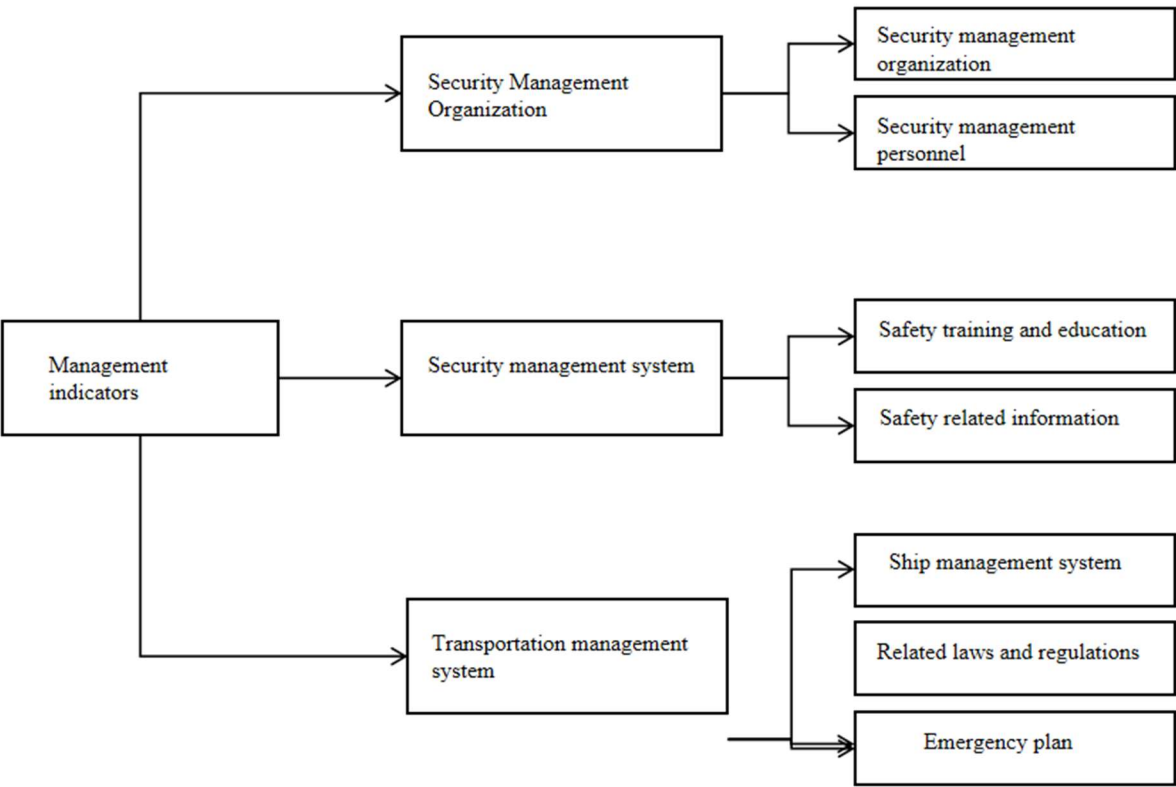 Security management
organization
Security Management
Organization
Security management
personnel
Management
indicators
Security management system
Safety training and education
Safety related information
Transportation management
system
Ship management system
Related laws and regulations
Emergency plan